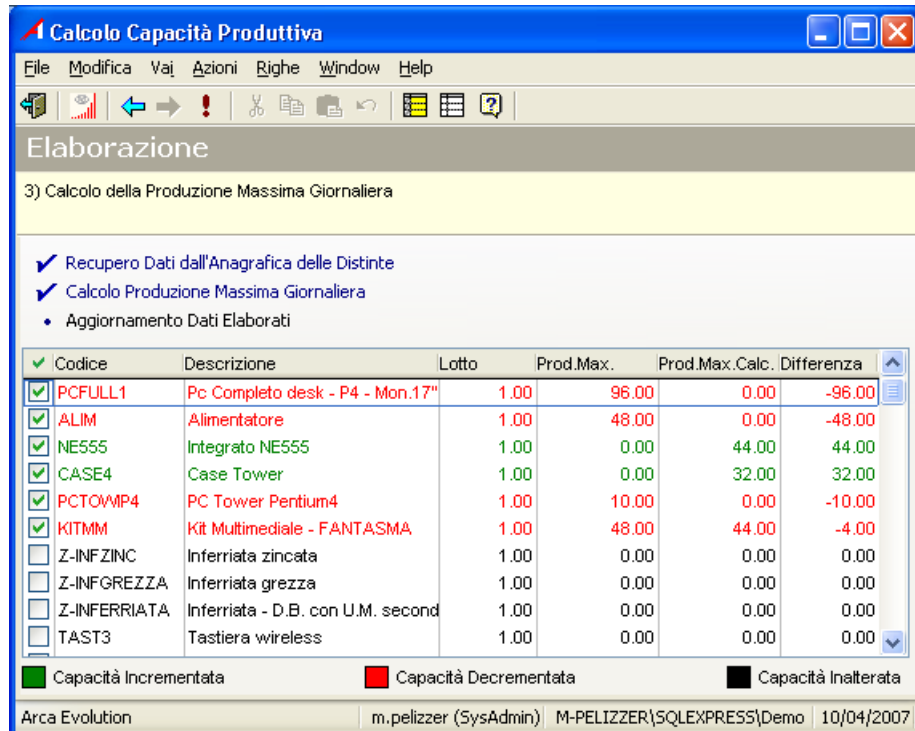 Calcolo Capacità Produttiva
File Modifica Vai Azioni Righe Window Help
Elaborazione
3) Calcolo della Produzione Massima Giornaliera
Recupero Dati dall'Anagrafica delle Distinte
Calcolo Produzione Massima Giornaliera
• Aggiornamento Dati Elaborati
Codice Descrizione Lotto Prod.Max. Prod.Max.Calc. Differenza
PCFULL1 Pc Completo desk - P4 - Mon.17" 1.00 96.00 0.00 -96.00
ALIM Alimentatore 1.00 48.00 0.00 -48.00
NE555 Integrato NE555 1.00 0.00 44.00 44.00
CASE4 Case Tower 1.00 0.00 32.00 32.00
PCTOWP4 PC Tower Pentium4 1.00 10.00 0.00 -10.00
KITMM Kit Multimediale - FANTASMA 1.00 48.00 44.00 -4.00
Z-INFZINC Inferriata zincata 1.00 0.00 0.00 0.00
Z-INFGREZZA Inferriata grezza 1.00 0.00 0.00 0.00
Z-INFERRIATA Inferriata - D.B. con U.M. second 1.00 0.00 0.00 0.00
TAST3 Tastiera wireless 1.00 0.00 0.00 0.00
Capacità Incrementata Capacità Decrementata Capacità Inalterata
Arca Evolution m.pelizzer (SysAdmin) M-PELIZZER\SQLEXPRESS\Demo 10/04/2007